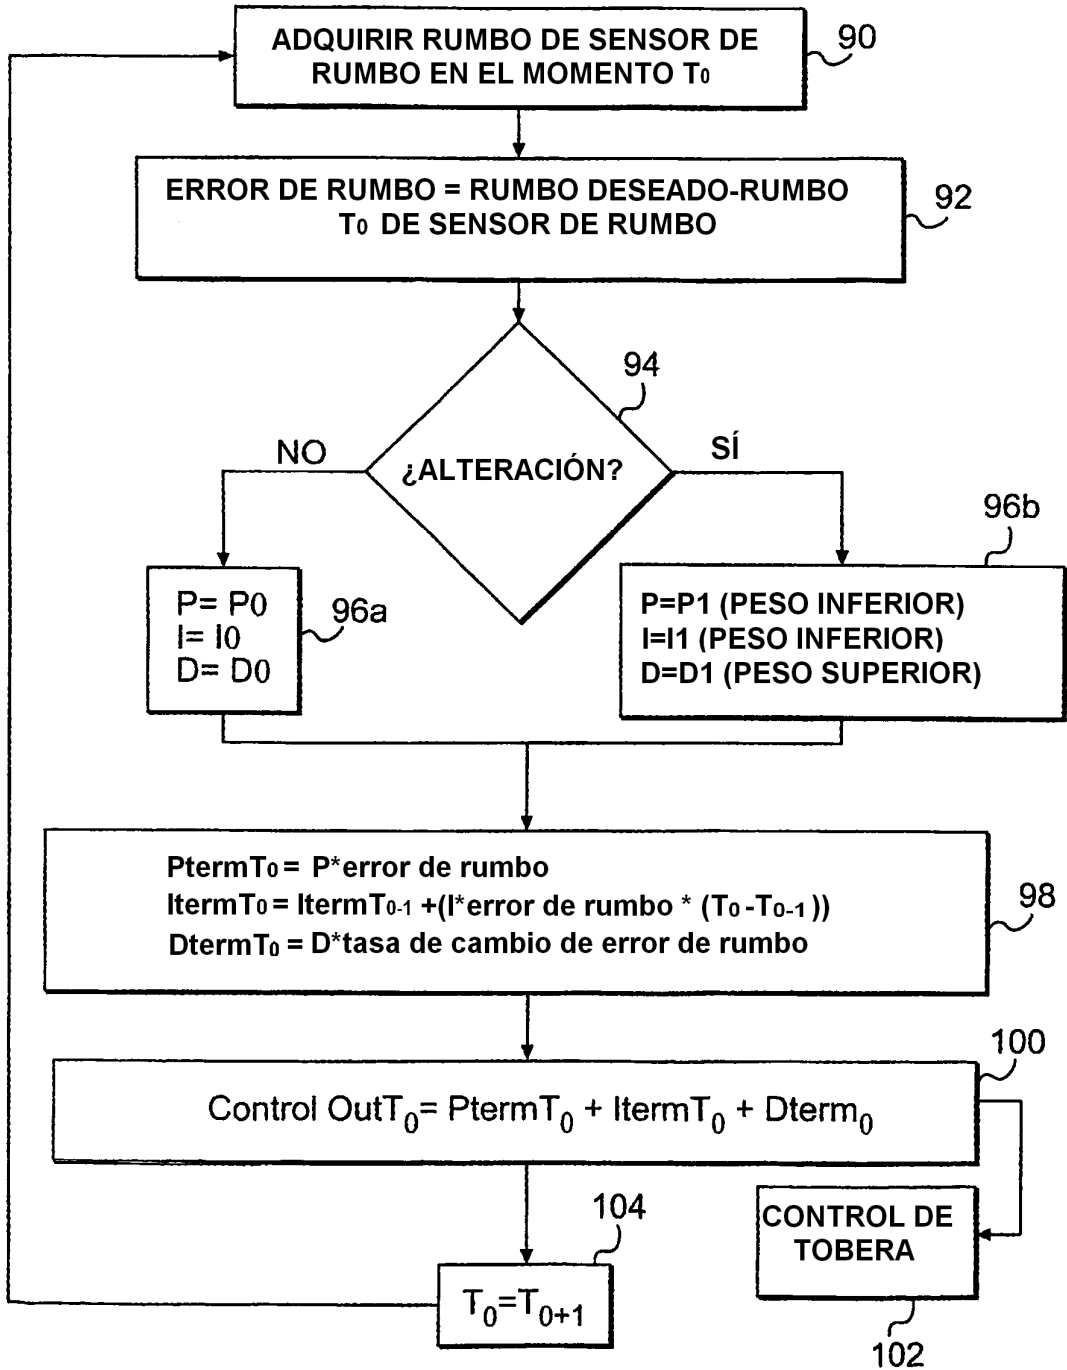 ADQUIRIR RUMBO DE SENSOR DE
RUMBO EN EL MOMENTO T0
90
ERROR DE RUMBO = RUMBO DESEADO-RUMBO
T0 DE SENSOR DE RUMBO
92
94
¿ALTERACIÓN?
NO
SÍ
P= P0
I= I0
D= D0
96a
96b
P=P1 (PESO INFERIOR)
I=I1 (PESO INFERIOR)
D=D1 (PESO SUPERIOR)
PtermT0 = P*error de rumbo
ItermT0 = ItermT0-1 +(I*error de rumbo * (T0 -T0-1 ))
DtermT0 = D*tasa de cambio de error de rumbo
98
100
Control OutT0= PtermT0 + ItermT0 + Dterm0
CONTROL DE
TOBERA
102
104
T0=T0+1